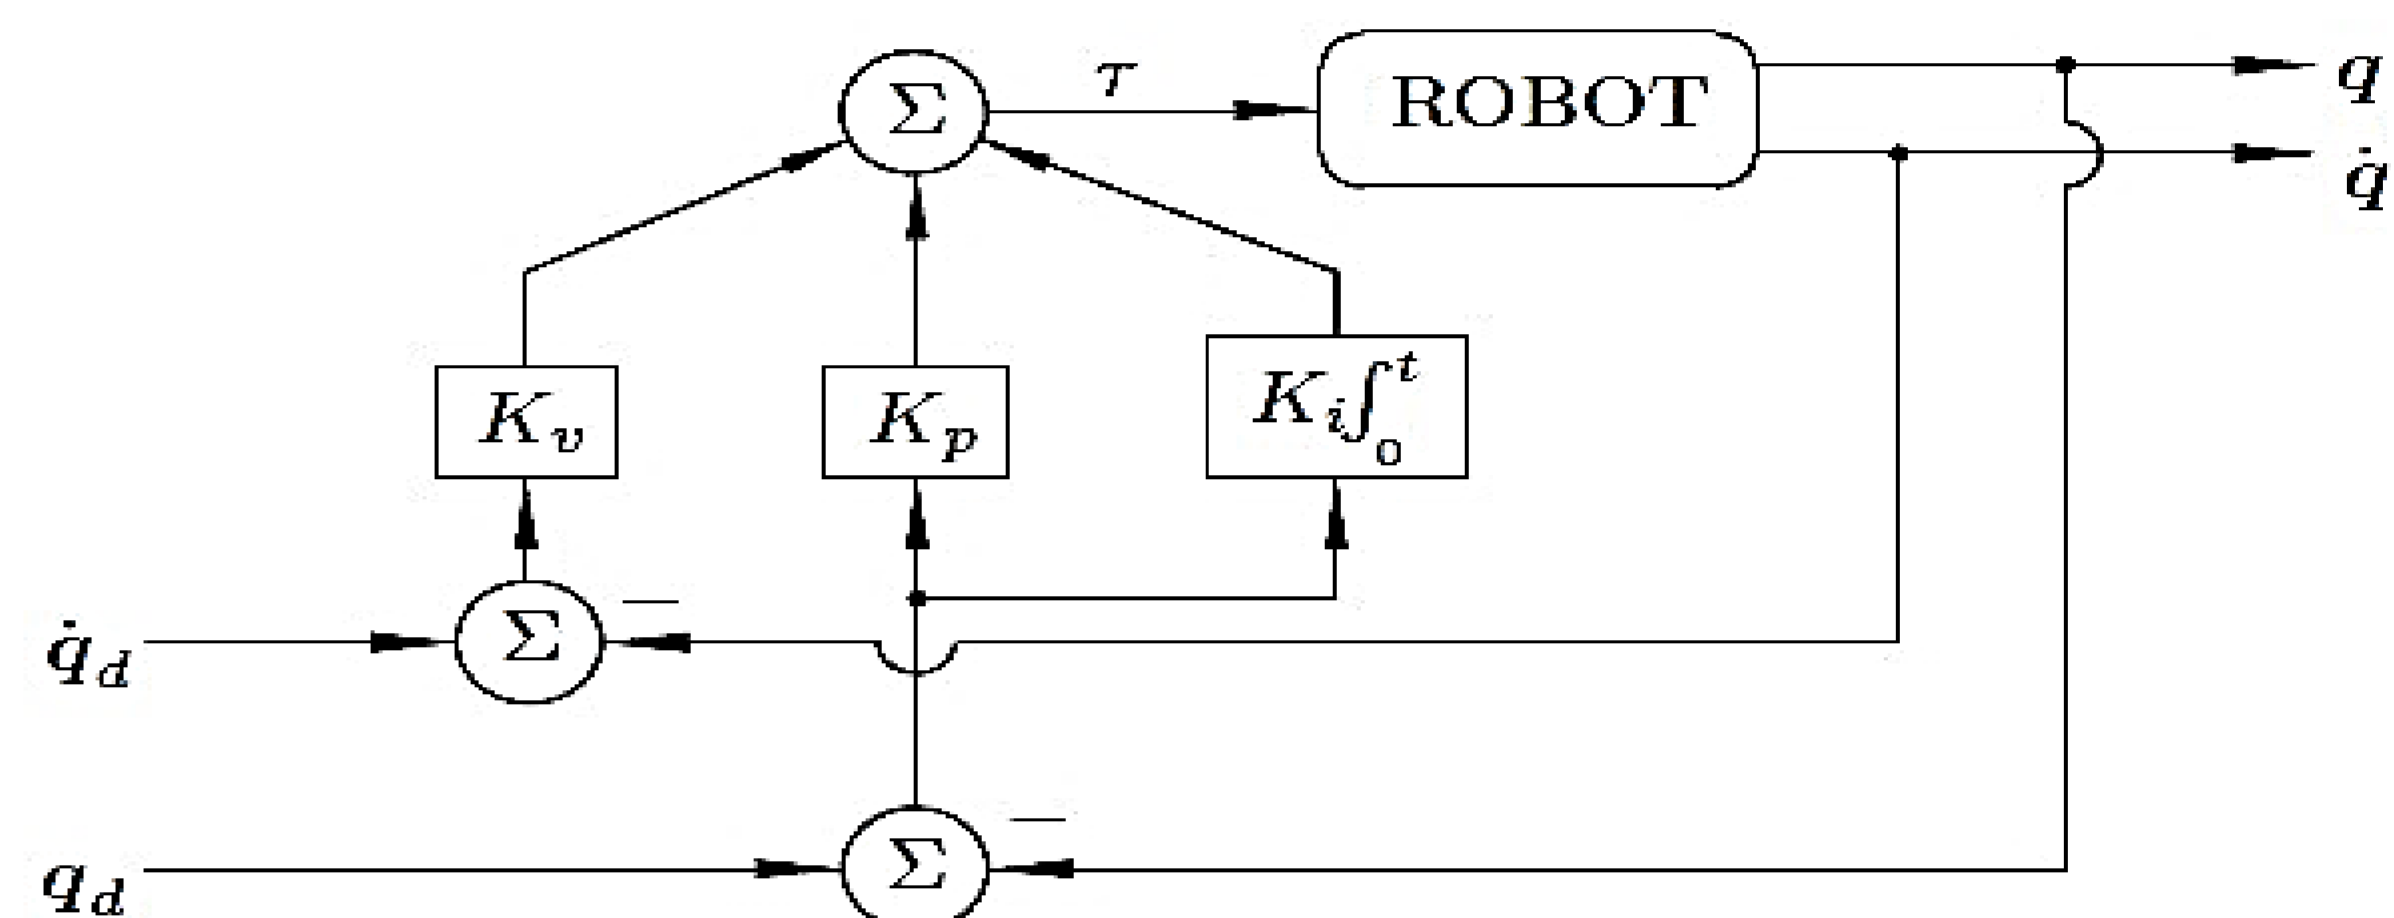 Σ τ ROBOT q
q̇
K_v K_p K_i ∫_0^t
q̇_d Σ −
q_d Σ −